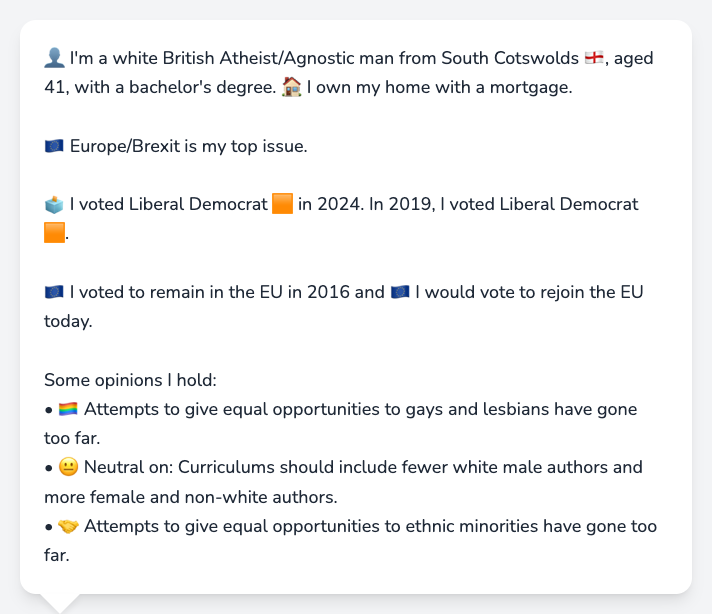 👤 I'm a white British Atheist/Agnostic man from South Cotswolds 🏴󠁧󠁢󠁥󠁮󠁧󠁿, aged
41, with a bachelor's degree. 🏠 I own my home with a mortgage.
🇪🇺 Europe/Brexit is my top issue.
🗳️ I voted Liberal Democrat 🟧 in 2024. In 2019, I voted Liberal Democrat
🟧.
🇪🇺 I voted to remain in the EU in 2016 and 🇪🇺 I would vote to rejoin the EU
today.
Some opinions I hold:
• 🏳️‍🌈 Attempts to give equal opportunities to gays and lesbians have gone
too far.
• 😐 Neutral on: Curriculums should include fewer white male authors and
more female and non-white authors.
• 🤝 Attempts to give equal opportunities to ethnic minorities have gone too
far.